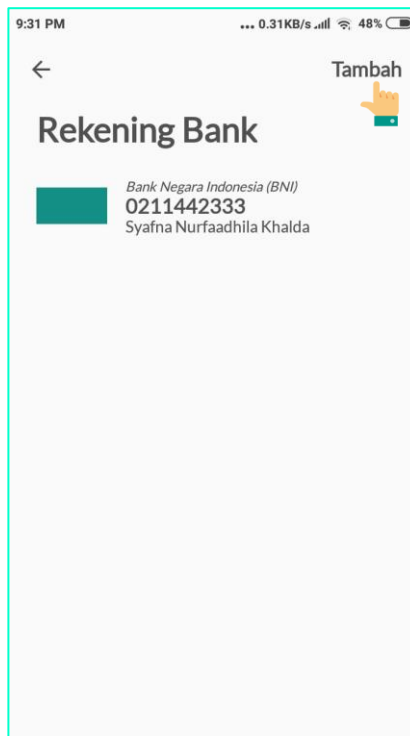 9:31 PM ... 0.31KB/s 48%
Tambah
Rekening Bank
Bank Negara Indonesia (BNI)
0211442333
Syafna Nurfaadhila Khalda